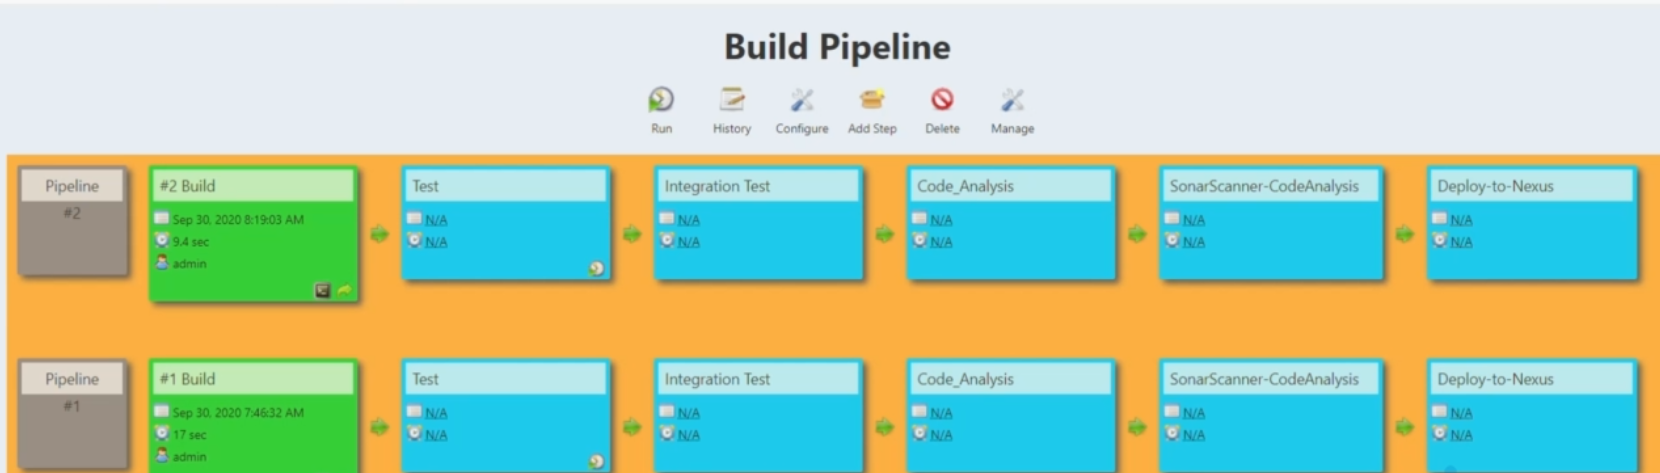 Build Pipeline
Run History Configure Add Step Delete Manage
Pipeline #2 Build Test Integration Test Code_Analysis SonarScanner-CodeAnalysis Deploy-to-Nexus
#2 Sep 30, 2020 8:19:03 AM N/A N/A N/A N/A N/A
9.4 sec N/A N/A N/A N/A N/A
admin
Pipeline #1 Build Test Integration Test Code_Analysis SonarScanner-CodeAnalysis Deploy-to-Nexus
#1 Sep 30, 2020 7:46:32 AM N/A N/A N/A N/A N/A
17 sec N/A N/A N/A N/A N/A
admin